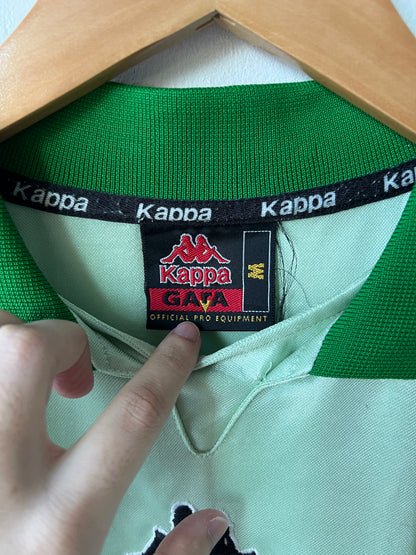 Kappa Kappa Kappa K
Kappa
GARA
M
OFFICIAL PRO EQUIPMENT